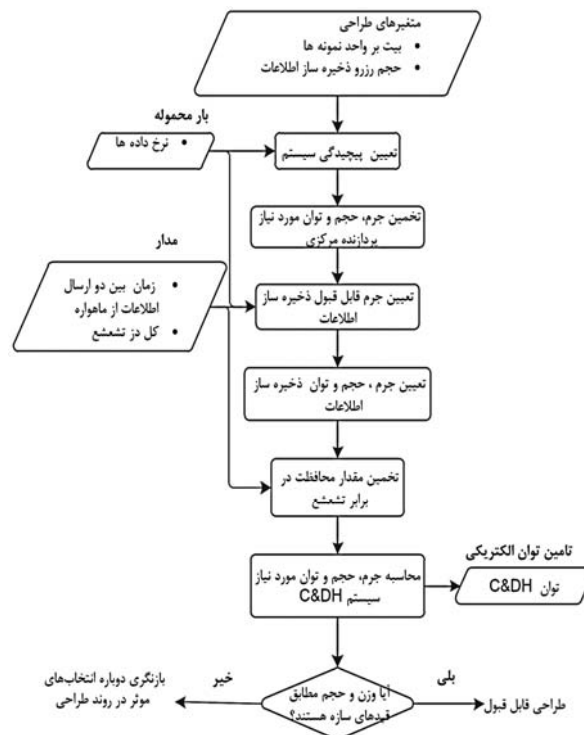 متغیرهای طراحی
• بیت بر واحد نمونه ها
• حجم رزرو ذخیره ساز اطلاعات
بار محموله
• نرخ داده ها
تعیین پیچیدگی سیستم
تخمین جرم، حجم و توان مورد نیاز
پردازنده مرکزی
مدار
• زمان بین دو ارسال
اطلاعات از ماهواره
• کل دز تشعشع
تعیین جرم قابل قبول ذخیره ساز
اطلاعات
تعیین جرم ، حجم و توان ذخیره ساز
اطلاعات
تخمین مقدار محافظت در
برابر تشعشع
تامین توان الکتریکی
محاسبه جرم، حجم و توان مورد نیاز
سیستم C&DH
توان C&DH
آیا وزن و حجم مطابق
قیدهای سازه هستند؟
بلی
طراحی قابل قبول
خیر
بازنگری دوباره انتخاب‌های
موثر در روند طراحی